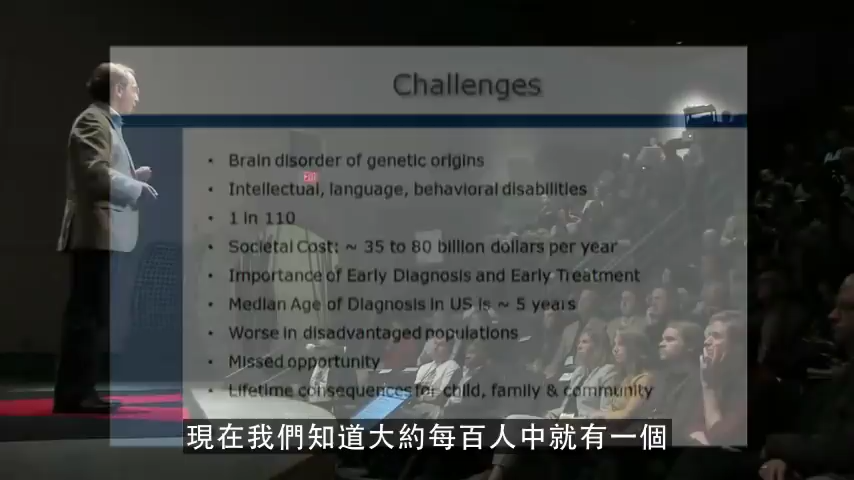 Challenges
• Brain disorder of genetic origins
• Intellectual, language, behavioral disabilities
• 1 in 110
• Societal Cost: ~ 35 to 80 billion dollars per year
• Importance of Early Diagnosis and Early Treatment
• Median Age of Diagnosis in US is ~ 5 years
• Worse in disadvantaged populations
• Missed opportunity
• Lifetime consequences for child, family & community
現在我們知道大約每百人中就有一個